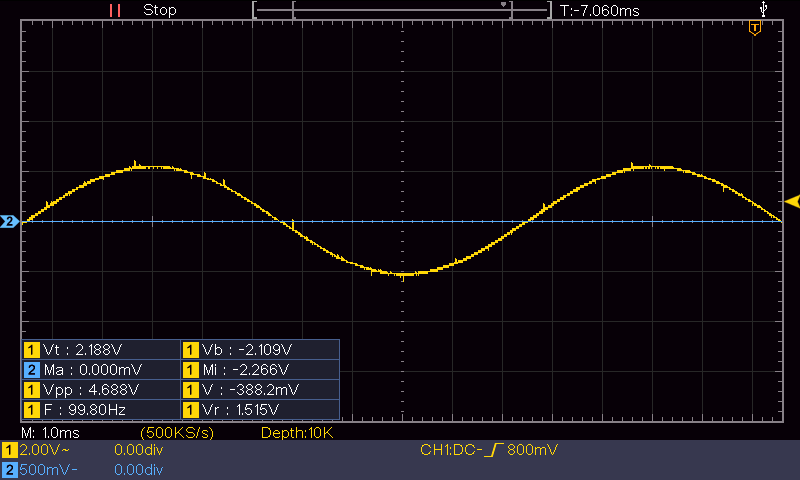 Stop T:-7.060ms
T
2
1 Vt : 2.188V 1 Vb : -2.109V
2 Ma : 0.000mV 1 Mi : -2.266V
1 Vpp : 4.688V 1 V : -388.2mV
1 F : 99.80Hz 1 Vr : 1.515V
M: 1.0ms (500KS/s) Depth:10K
1 2.00V~ 0.00div CH1:DC- 800mV
2 500mV- 0.00div